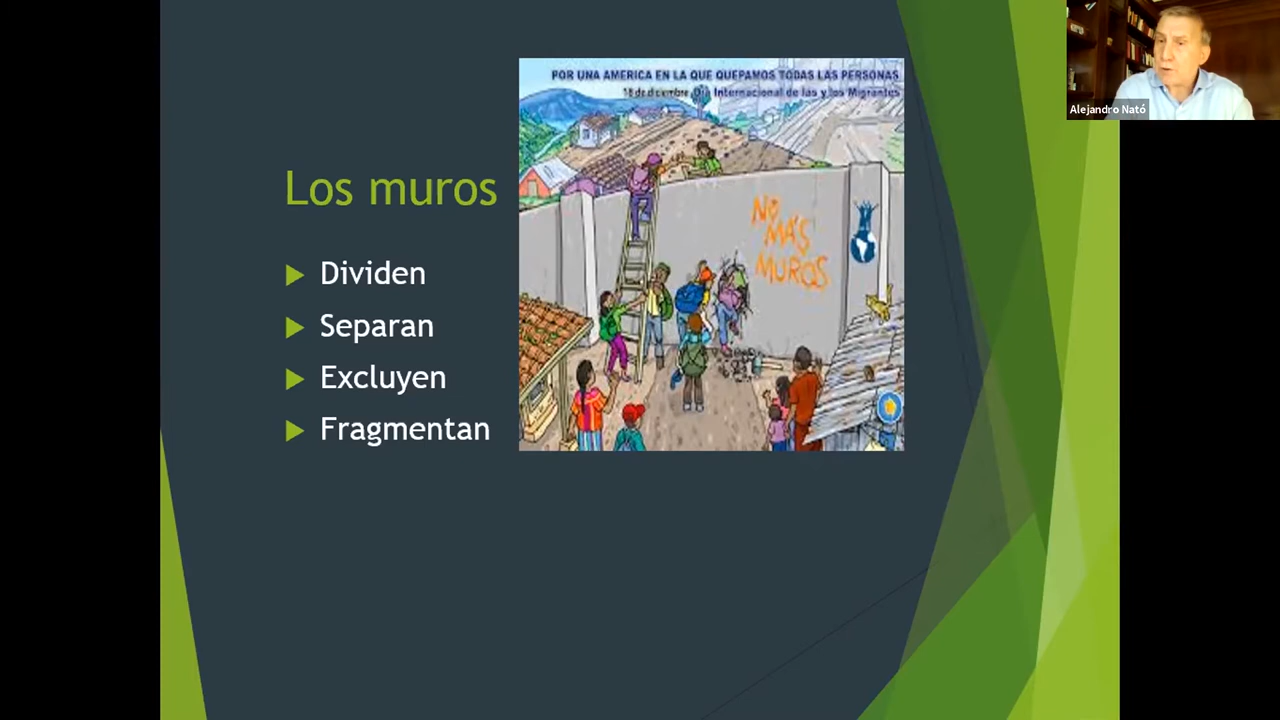 POR UNA AMERICA EN LA QUE QUEPAMOS TODAS LAS PERSONAS
18 de diciembre, Día Internacional de las y los Migrantes
Alejandro Nató
Los muros
NO
MÁS
MUROS
Dividen
Separan
Excluyen
Fragmentan